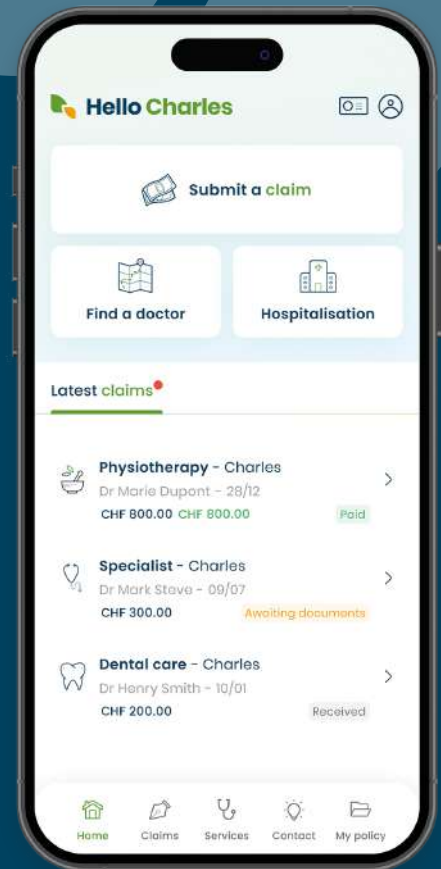 Hello Charles
Submit a claim
Find a doctor
Hospitalisation
Latest claims
Physiotherapy - Charles
Dr Marie Dupont - 28/12
CHF 800.00 CHF 800.00
Paid
Specialist - Charles
Dr Mark Steve - 09/07
CHF 300.00
Awaiting documents
Dental care - Charles
Dr Henry Smith - 10/01
CHF 200.00
Received
Home
Claims
Services
Contact
My policy